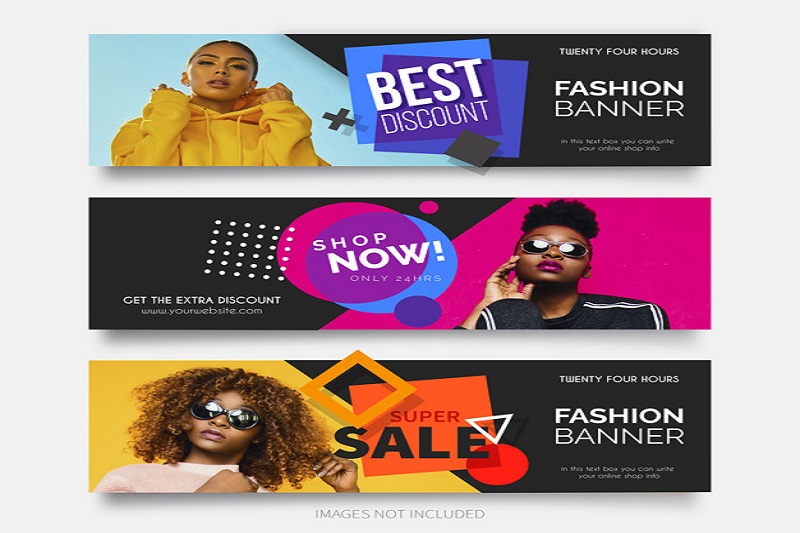 TWENTY FOUR HOURS
BEST
DISCOUNT
FASHION
BANNER
in this text box you can write
your online shop info
SHOP
NOW!
ONLY 24HRS
GET THE EXTRA DISCOUNT
www.yourwebsite.com
TWENTY FOUR HOURS
SUPER
SALE
FASHION
BANNER
in this text box you can write
your online shop info
IMAGES NOT INCLUDED